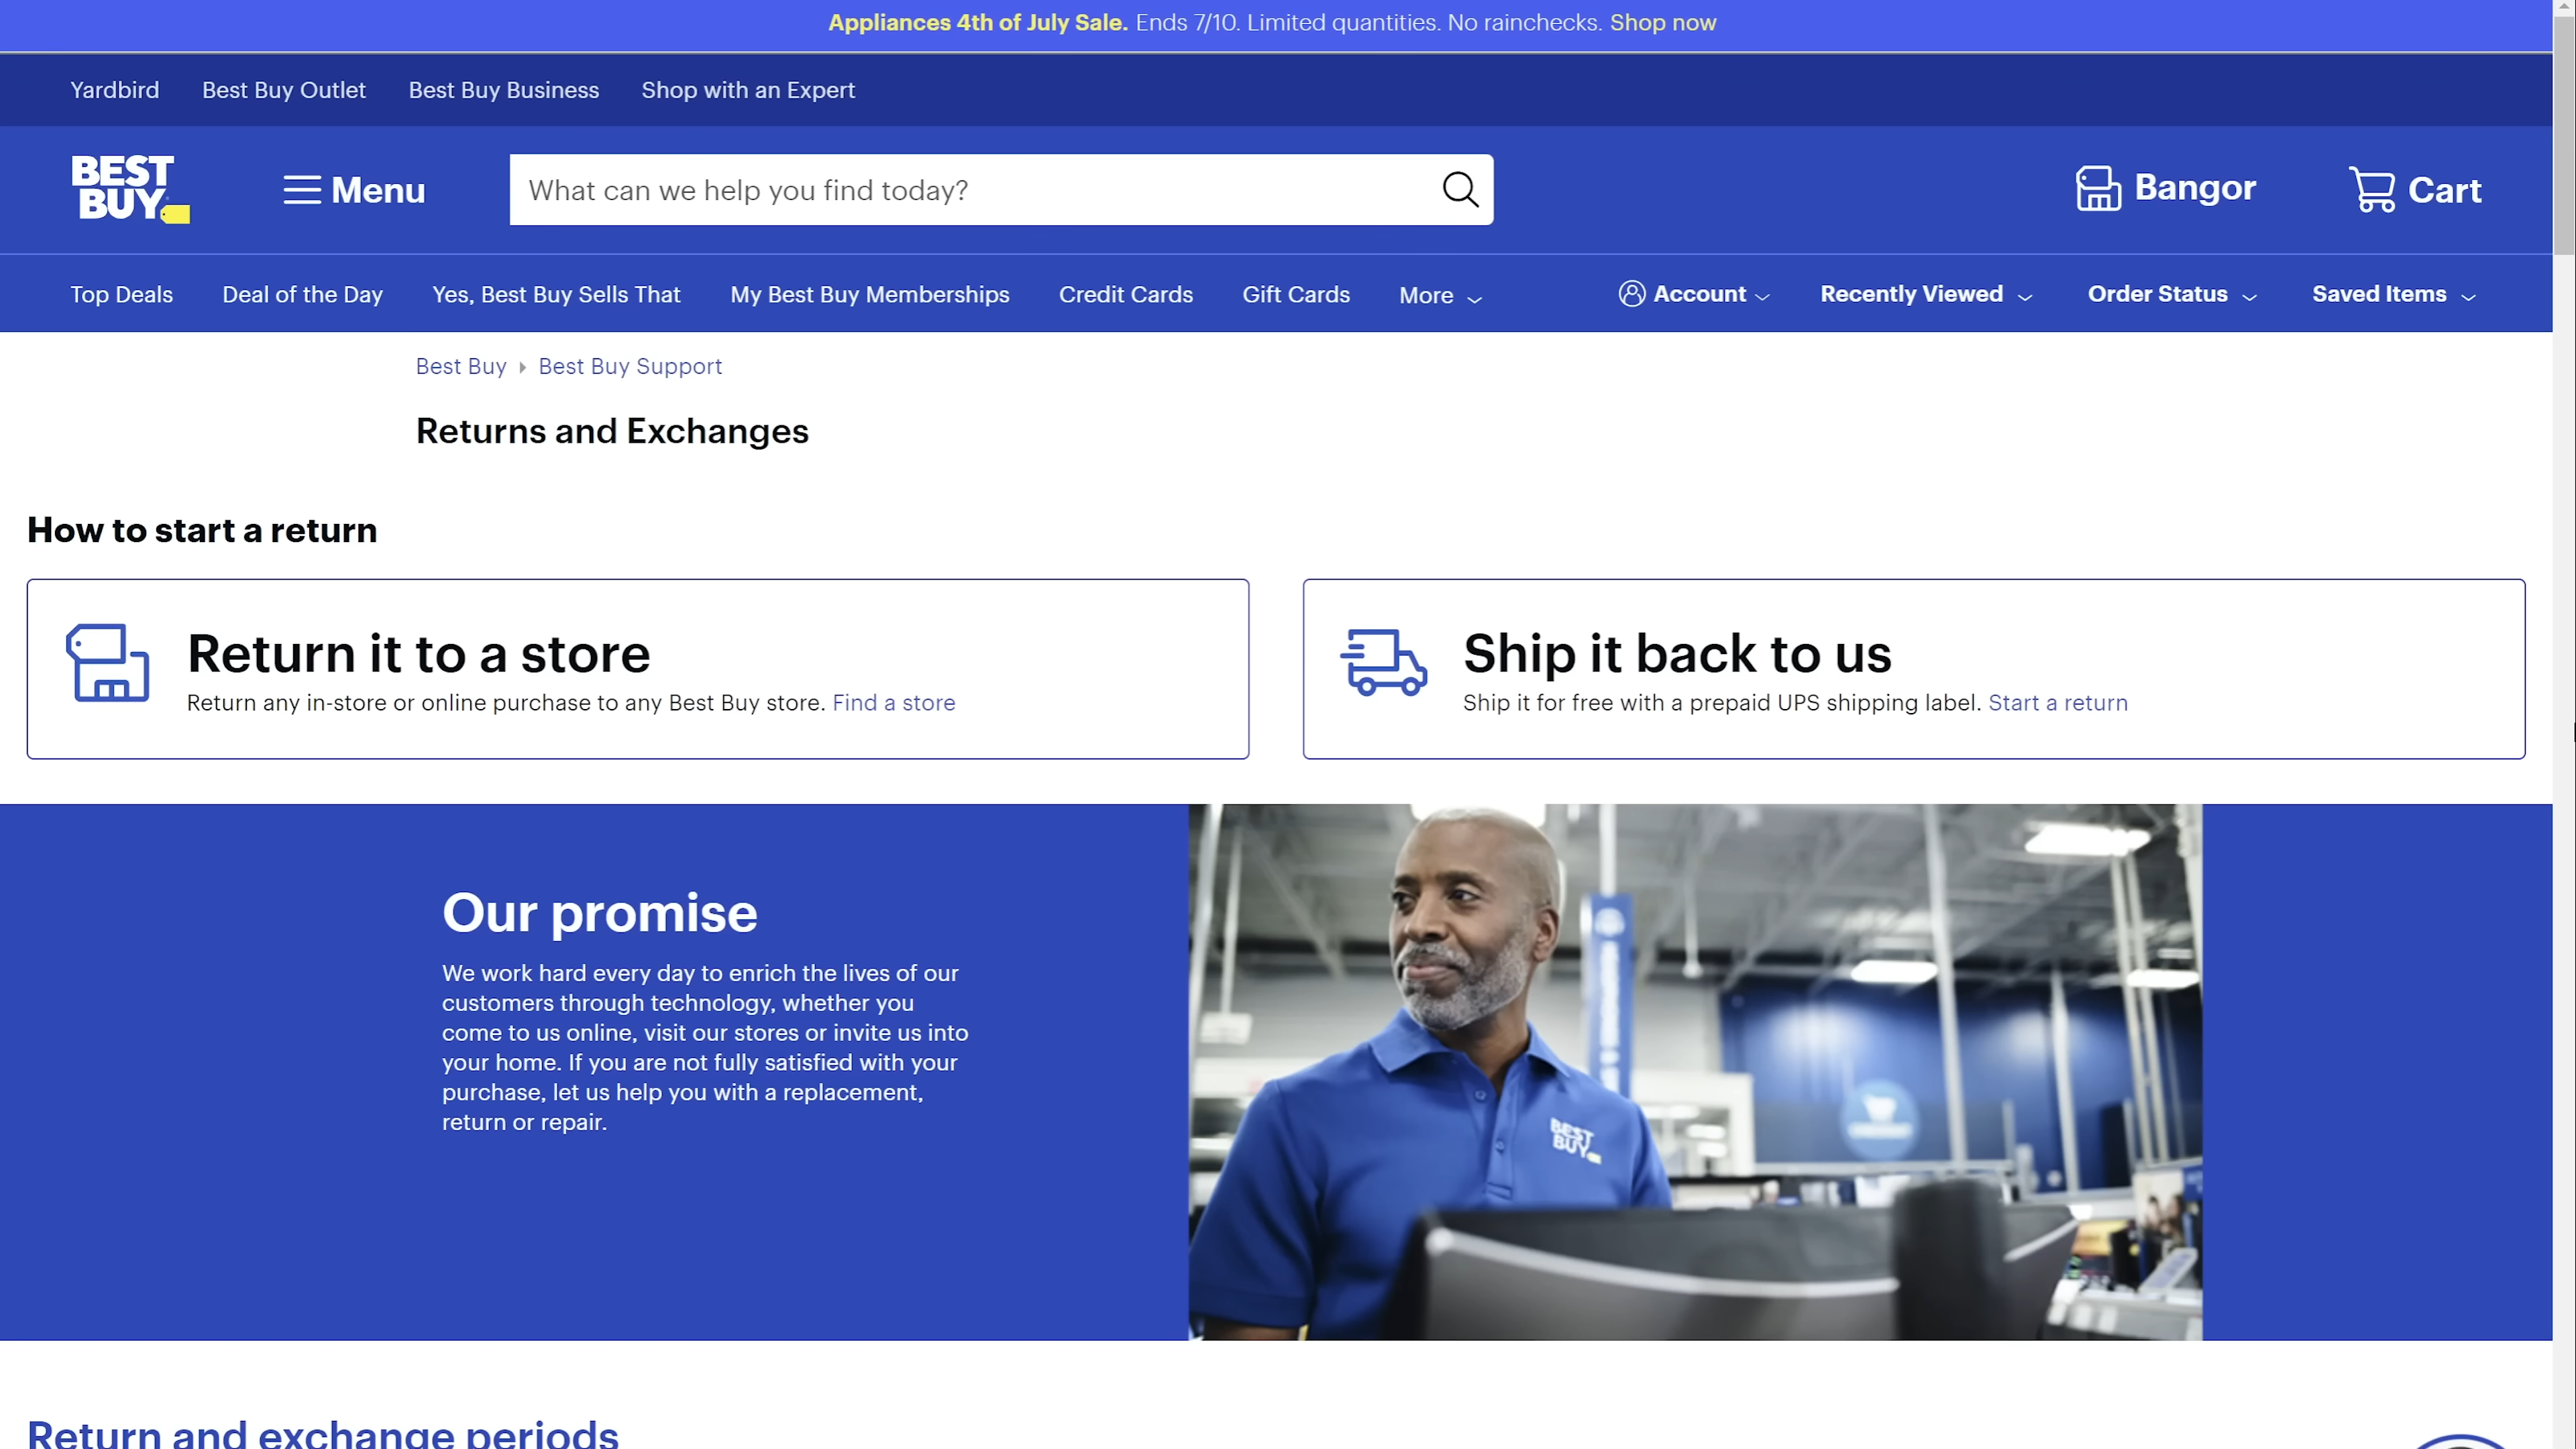 Appliances 4th of July Sale. Ends 7/10. Limited quantities. No rainchecks. Shop now
Yardbird Best Buy Outlet Best Buy Business Shop with an Expert
BEST
BUY
Menu
What can we help you find today?
Bangor
Cart
Top Deals Deal of the Day Yes, Best Buy Sells That My Best Buy Memberships Credit Cards Gift Cards More Account Recently Viewed Order Status Saved Items
Best Buy Best Buy Support
Returns and Exchanges
How to start a return
Return it to a store
Return any in-store or online purchase to any Best Buy store. Find a store
Ship it back to us
Ship it for free with a prepaid UPS shipping label. Start a return
Our promise
We work hard every day to enrich the lives of our
customers through technology, whether you
come to us online, visit our stores or invite us into
your home. If you are not fully satisfied with your
purchase, let us help you with a replacement,
return or repair.
BEST
BUY
Return and exchange periods